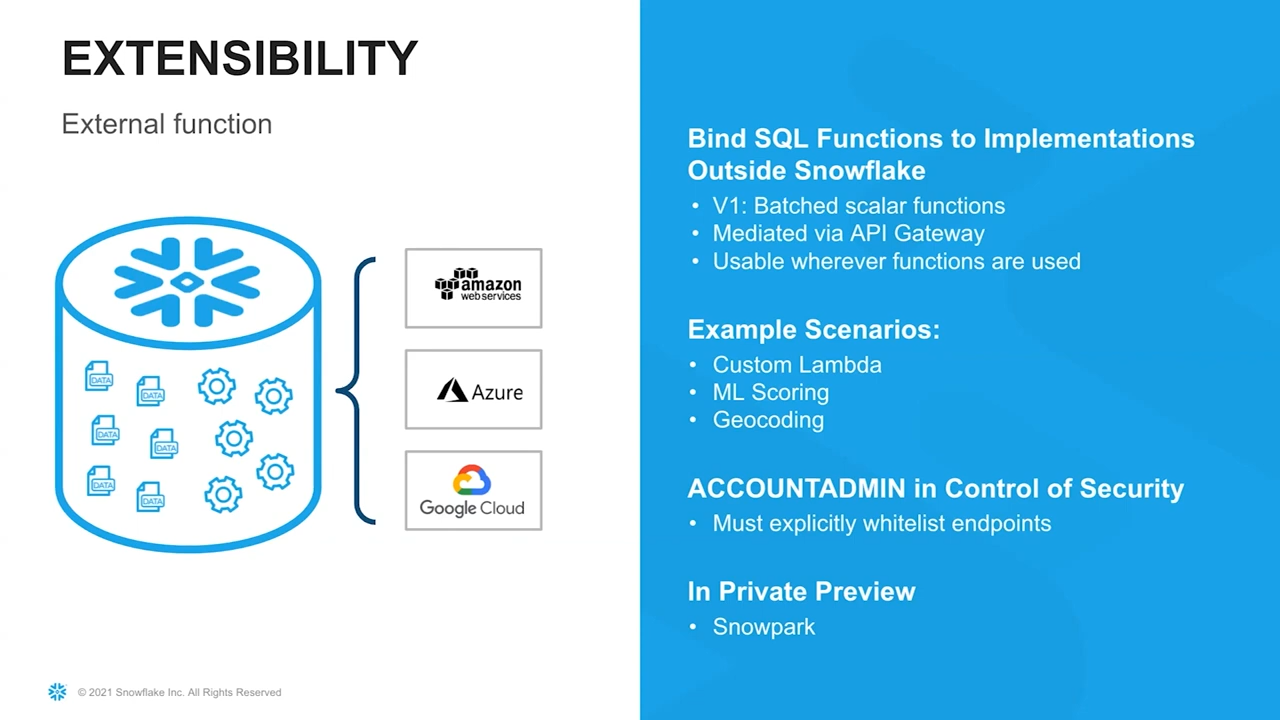 EXTENSIBILITY
External function
DATA
DATA
DATA
DATA
DATA
DATA
amazon
webservices
Azure
Google Cloud
Bind SQL Functions to Implementations
Outside Snowflake
• V1: Batched scalar functions
• Mediated via API Gateway
• Usable wherever functions are used
Example Scenarios:
• Custom Lambda
• ML Scoring
• Geocoding
ACCOUNTADMIN in Control of Security
• Must explicitly whitelist endpoints
In Private Preview
• Snowpark
© 2021 Snowflake Inc. All Rights Reserved